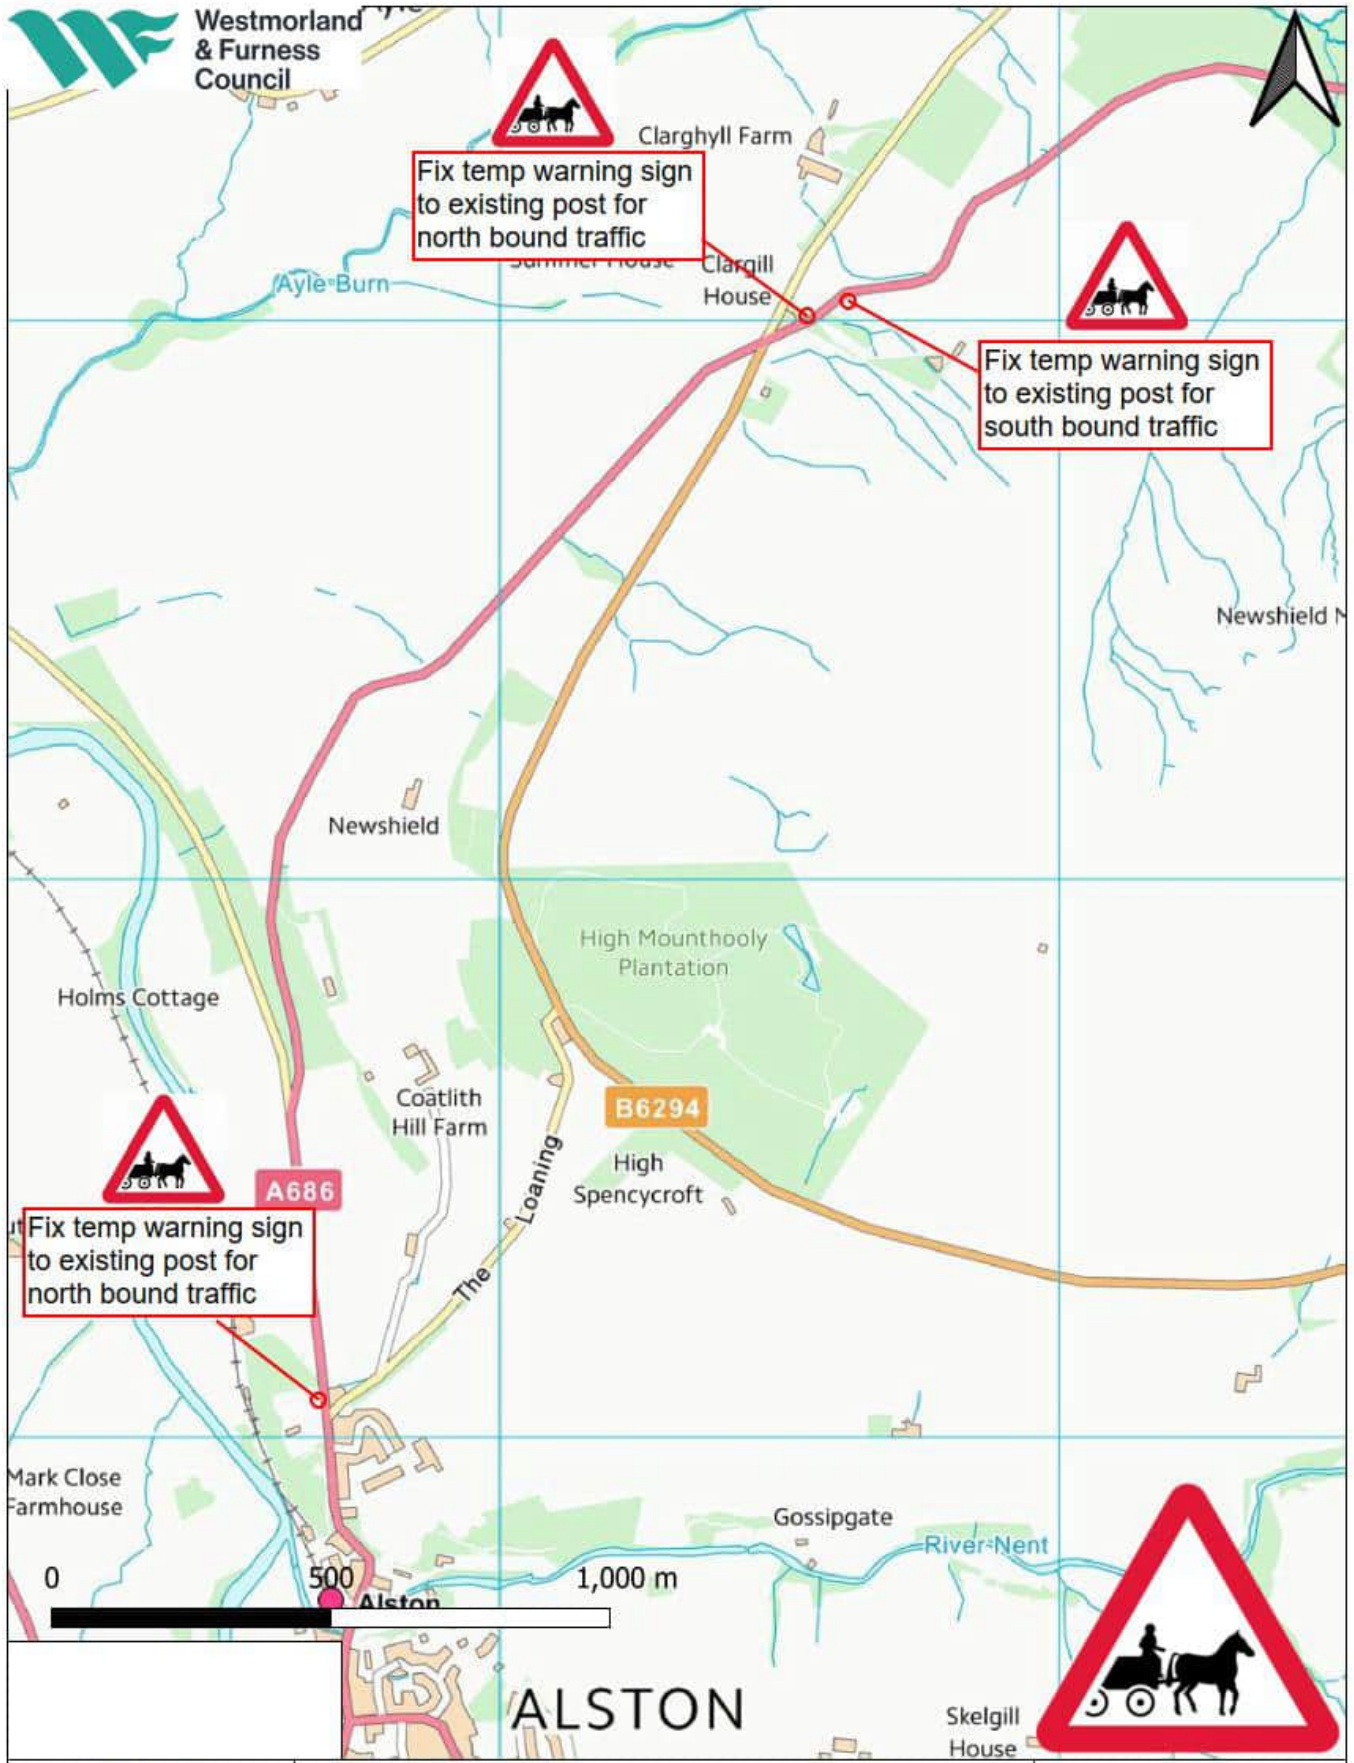 Westmorland
& Furness
Council
Clarghyll Farm
Fix temp warning sign
to existing post for
north bound traffic
Summer House
Clargill
House
Ayle Burn
Fix temp warning sign
to existing post for
south bound traffic
Newshield
Newshield
High Mounthooly
Plantation
Holms Cottage
Coatlith
Hill Farm
B6294
High
Spencycroft
The Loaning
A686
Fix temp warning sign
to existing post for
north bound traffic
Mark Close
Farmhouse
Gossipgate
River Nent
0 500 1,000 m
Alston
ALSTON
Skelgill
House